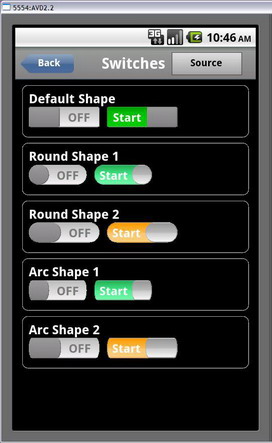 5554:AVD2.2
3G
10:46 AM
Back Switches Source
Default Shape
OFF Start
Round Shape 1
OFF Start
Round Shape 2
OFF Start
Arc Shape 1
OFF Start
Arc Shape 2
OFF Start